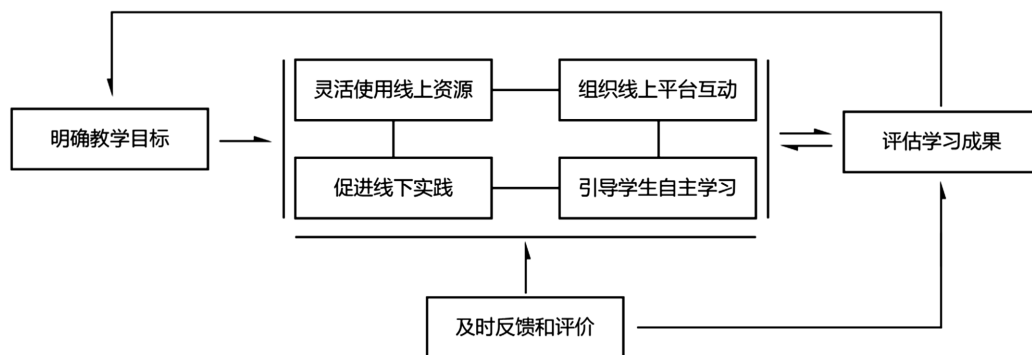 灵活使用线上资源
组织线上平台互动
明确教学目标
评估学习成果
促进线下实践
引导学生自主学习
及时反馈和评价